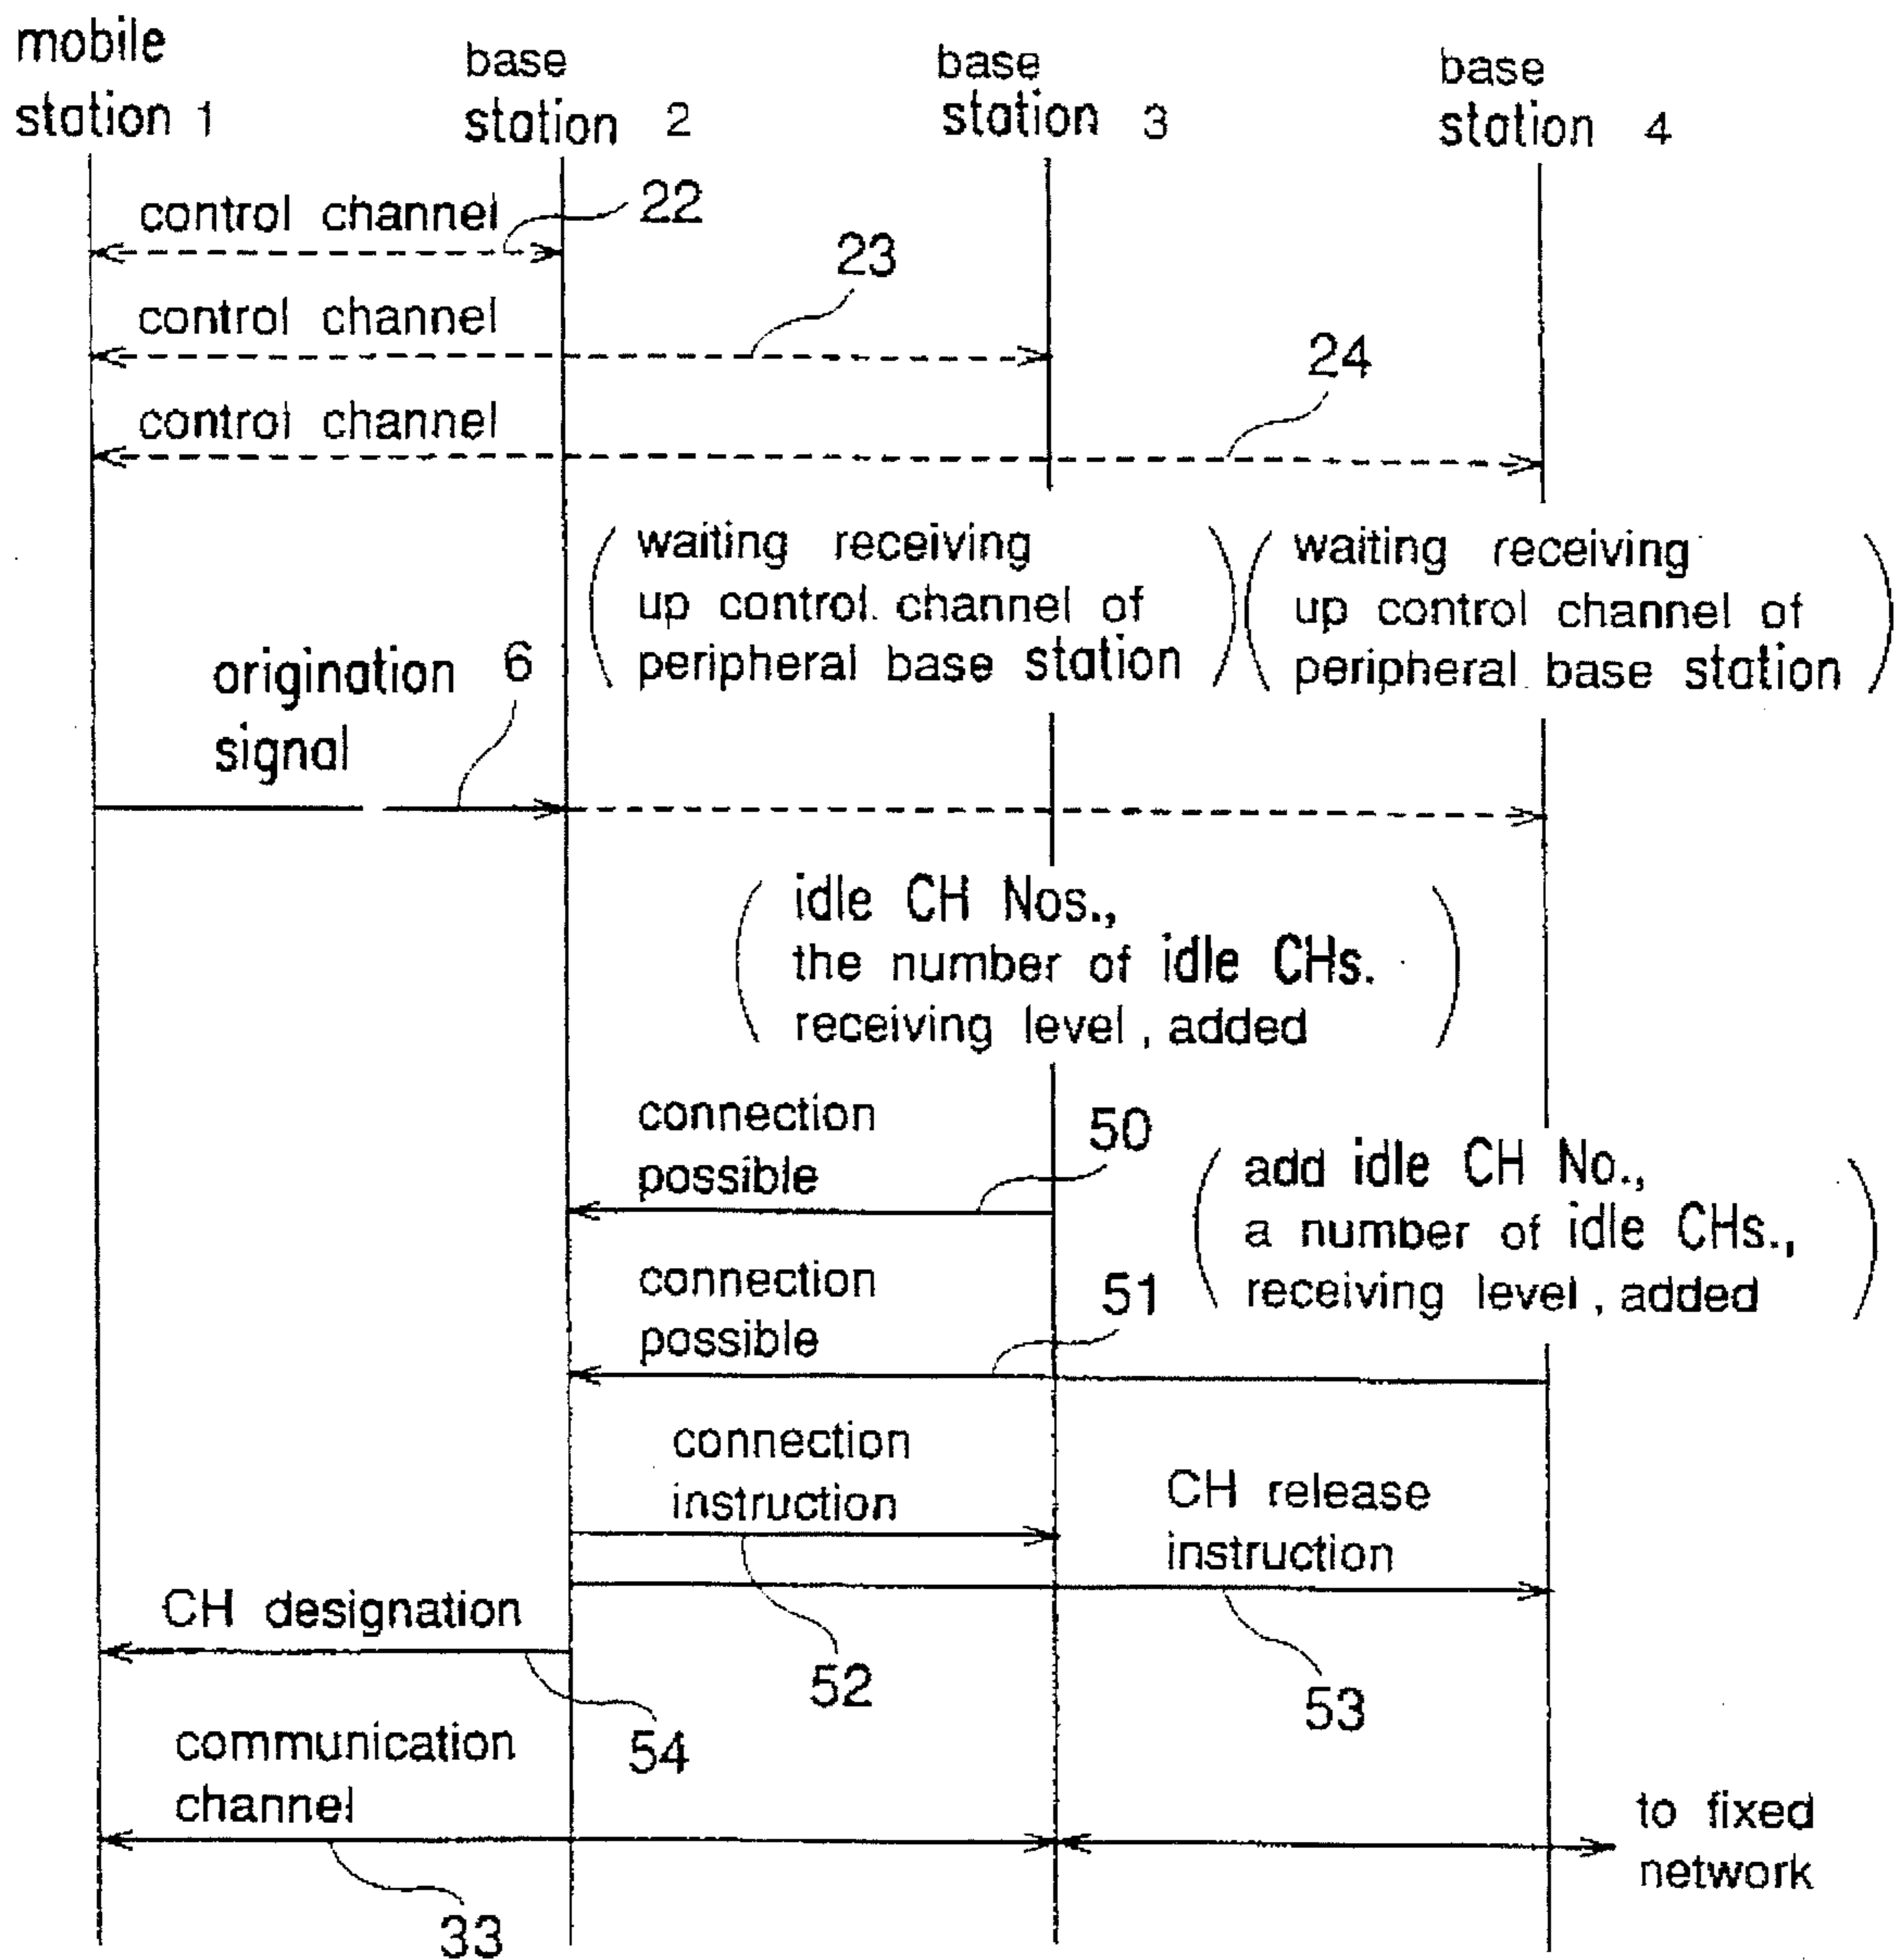 mobile
station 1
base
station 2
base
station 3
base
station 4
control channel
22
control channel
23
control channel
24
waiting receiving
up control channel of
peripheral base station
waiting receiving
up control channel of
peripheral base station
origination
signal
6
idle CH Nos.,
the number of idle CHs.
receiving level, added
connection
possible
50
add idle CH No.,
a number of idle CHs.,
receiving level, added
connection
possible
51
connection
instruction
CH release
instruction
CH designation
52
53
54
communication
channel
to fixed
network
33